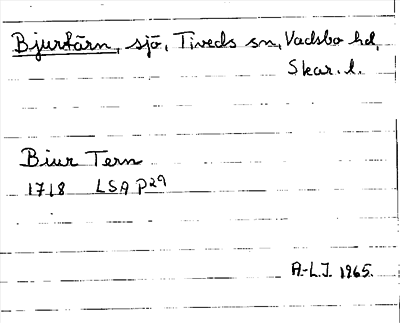 Bjurtärn, sjö, Tiveds sn, Vadsbo hd,
Skar. l.
Biur Tern
1718 LSA P29
A.-L.J. 1965.